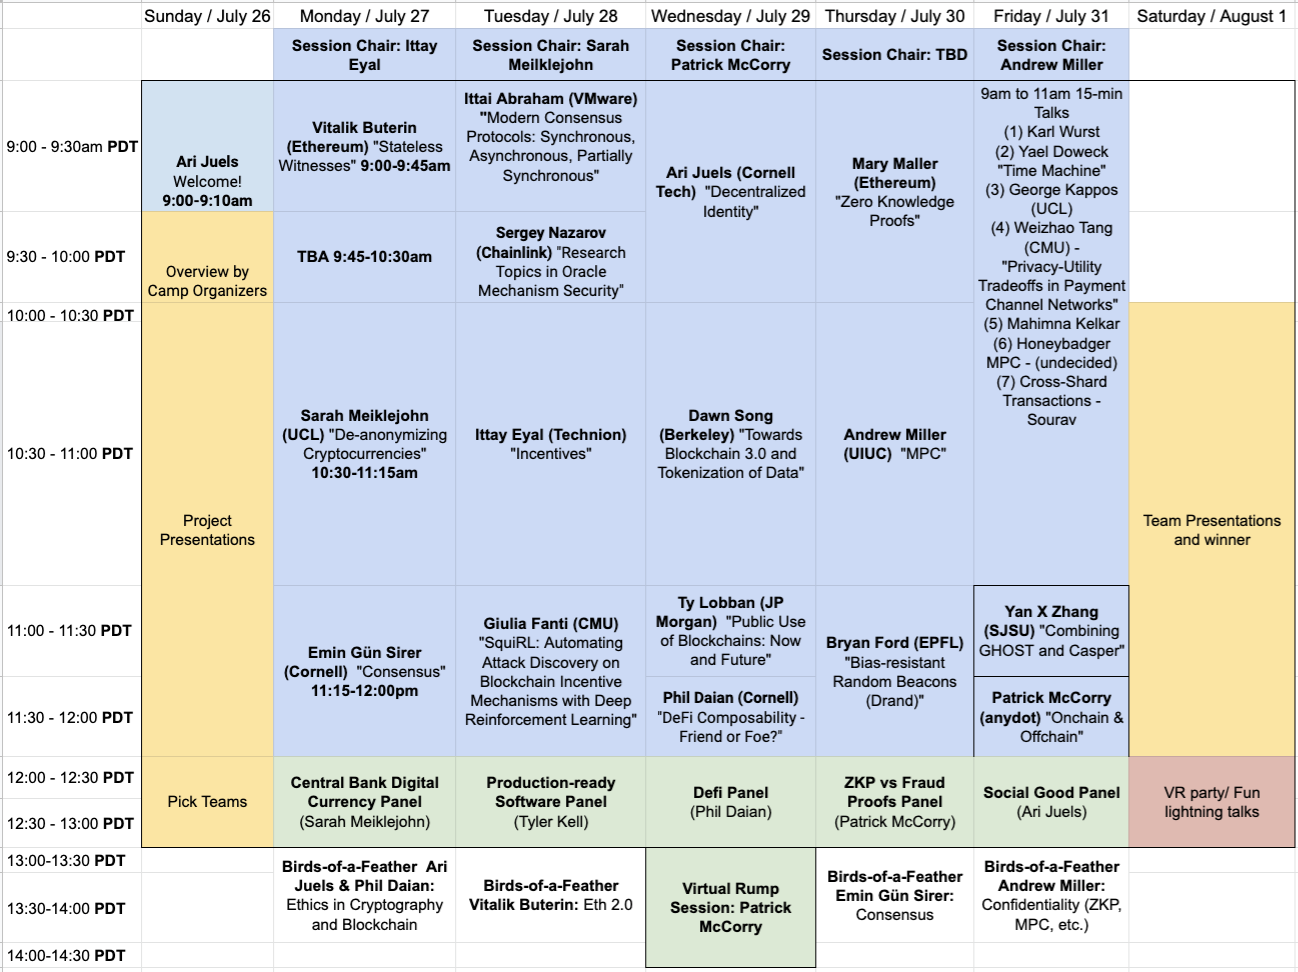 Sunday / July 26
Monday / July 27
Tuesday / July 28
Wednesday / July 29
Thursday / July 30
Friday / July 31
Saturday / August 1
Session Chair: Ittay
Eyal
Session Chair: Sarah
Meilklejohn
Session Chair:
Patrick McCorry
Session Chair: TBD
Session Chair:
Andrew Miller
9:00 - 9:30am PDT
Ari Juels
Welcome!
9:00-9:10am
Vitalik Buterin
(Ethereum) "Stateless
Witnesses" 9:00-9:45am
Ittai Abraham (VMware)
"Modern Consensus
Protocols: Synchronous,
Asynchronous, Partially
Synchronous"
Ari Juels (Cornell
Tech) "Decentralized
Identity"
Mary Maller
(Ethereum)
"Zero Knowledge
Proofs"
9am to 11am 15-min
Talks
(1) Karl Wurst
(2) Yael Doweck
"Time Machine"
(3) George Kappos
(UCL)
(4) Weizhao Tang
(CMU) -
"Privacy-Utility
Tradeoffs in Payment
Channel Networks"
(5) Mahimna Kelkar
(6) Honeybadger
MPC - (undecided)
(7) Cross-Shard
Transactions -
Sourav
9:30 - 10:00 PDT
Overview by
Camp Organizers
TBA 9:45-10:30am
Sergey Nazarov
(Chainlink) "Research
Topics in Oracle
Mechanism Security"
10:00 - 10:30 PDT
10:30 - 11:00 PDT
Project
Presentations
Sarah Meiklejohn
(UCL) "De-anonymizing
Cryptocurrencies"
10:30-11:15am
Ittay Eyal (Technion)
"Incentives"
Dawn Song
(Berkeley) "Towards
Blockchain 3.0 and
Tokenization of Data"
Andrew Miller
(UIUC) "MPC"
Team Presentations
and winner
11:00 - 11:30 PDT
Emin Gün Sirer
(Cornell) "Consensus"
11:15-12:00pm
Giulia Fanti (CMU)
"SquiRL: Automating
Attack Discovery on
Blockchain Incentive
Mechanisms with Deep
Reinforcement Learning"
Ty Lobban (JP
Morgan) "Public Use
of Blockchains: Now
and Future"
Bryan Ford (EPFL)
"Bias-resistant
Random Beacons
(Drand)"
Yan X Zhang
(SJSU) "Combining
GHOST and Casper"
11:30 - 12:00 PDT
Phil Daian (Cornell)
"DeFi Composability -
Friend or Foe?"
Patrick McCorry
(anydot) "Onchain &
Offchain"
12:00 - 12:30 PDT
12:30 - 13:00 PDT
Pick Teams
Central Bank Digital
Currency Panel
(Sarah Meiklejohn)
Production-ready
Software Panel
(Tyler Kell)
Defi Panel
(Phil Daian)
ZKP vs Fraud
Proofs Panel
(Patrick McCorry)
Social Good Panel
(Ari Juels)
VR party/ Fun
lightning talks
13:00-13:30 PDT
13:30-14:00 PDT
14:00-14:30 PDT
Birds-of-a-Feather Ari
Juels & Phil Daian:
Ethics in Cryptography
and Blockchain
Birds-of-a-Feather
Vitalik Buterin: Eth 2.0
Virtual Rump
Session: Patrick
McCorry
Birds-of-a-Feather
Emin Gün Sirer:
Consensus
Birds-of-a-Feather
Andrew Miller:
Confidentiality (ZKP,
MPC, etc.)